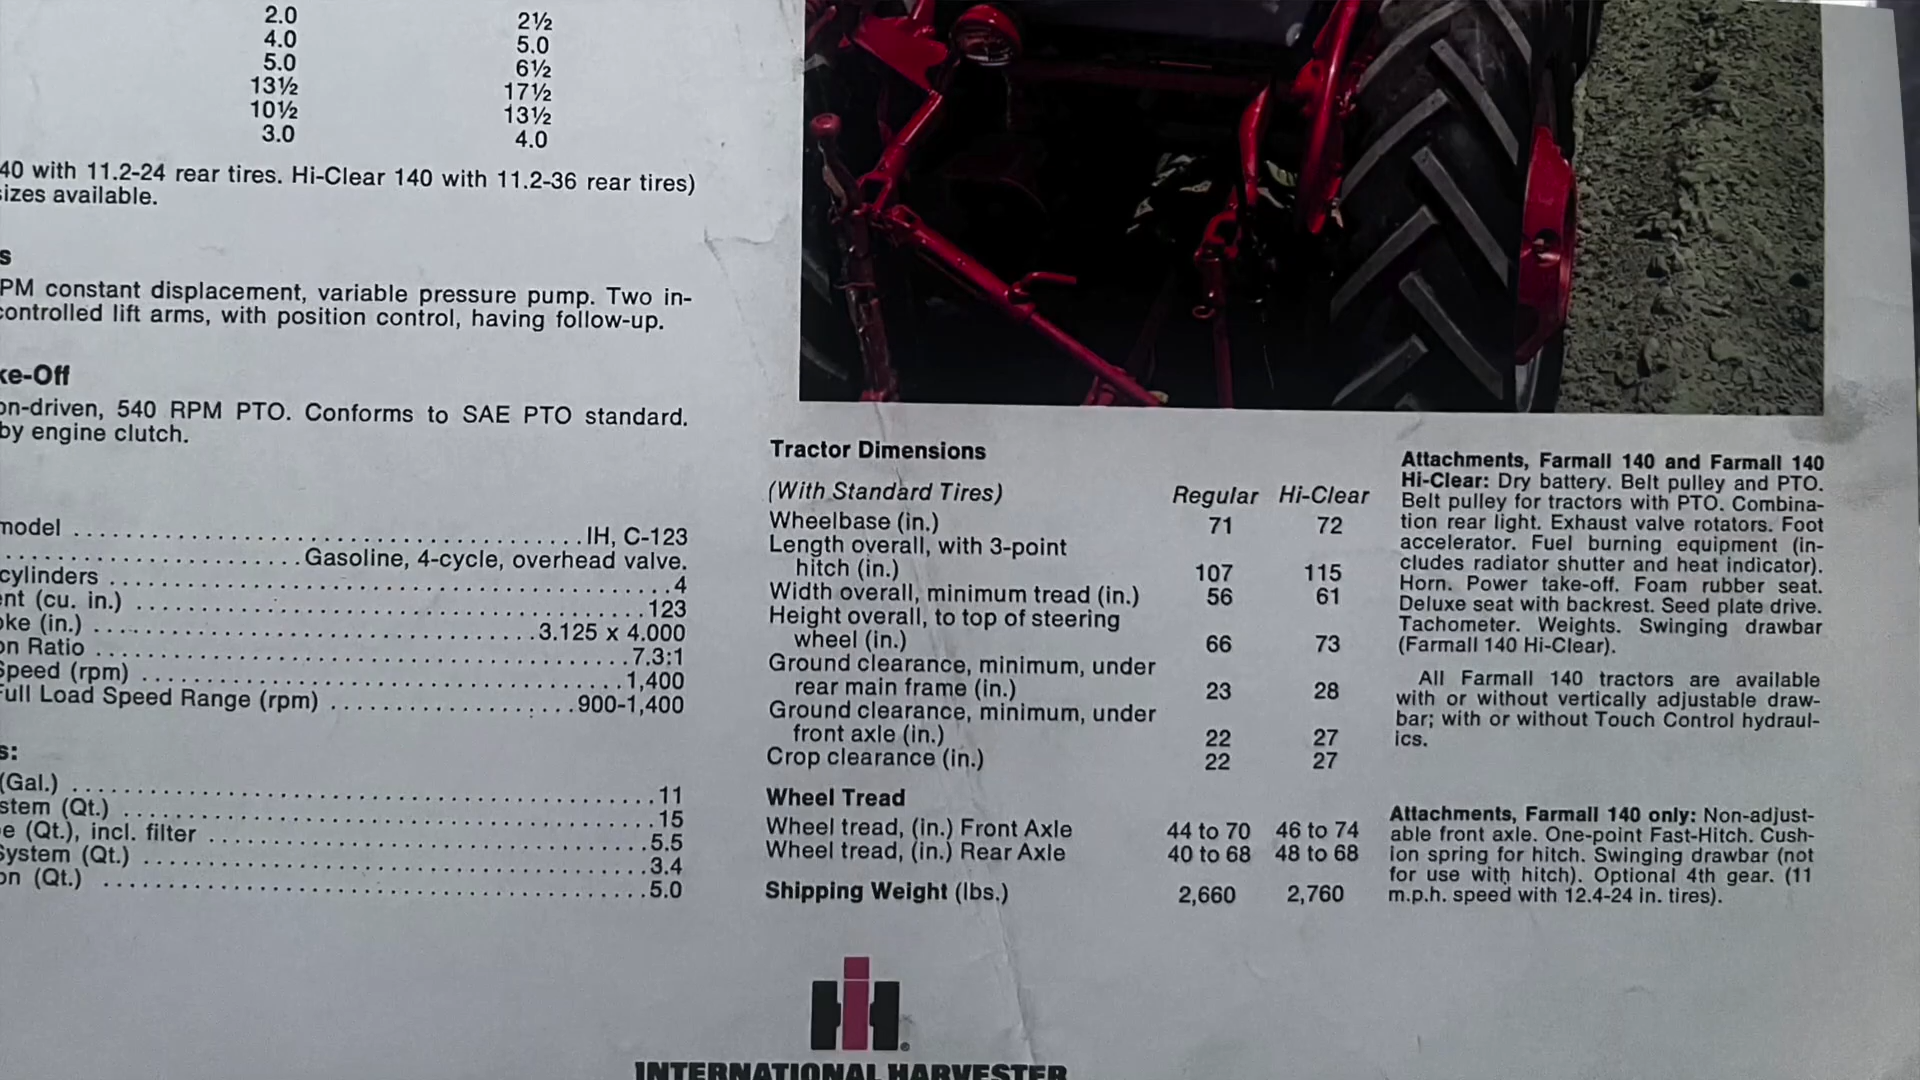 2.0 2½
4.0 5.0
5.0 6½
13½ 17½
10½ 13½
3.0 4.0
40 with 11.2-24 rear tires. Hi-Clear 140 with 11.2-36 rear tires)
sizes available.
s
PM constant displacement, variable pressure pump. Two in-
controlled lift arms, with position control, having follow-up.
ke-Off
on-driven, 540 RPM PTO. Conforms to SAE PTO standard.
by engine clutch.
model IH, C-123
Gasoline, 4-cycle, overhead valve.
cylinders 4
ent (cu. in.) 123
oke (in.) 3.125 x 4.000
on Ratio 7.3:1
Speed (rpm) 1,400
Full Load Speed Range (rpm) 900-1,400
s:
(Gal.) 11
stem (Qt.) 15
e (Qt.), incl. filter 5.5
System (Qt.) 3.4
on (Qt.) 5.0
Tractor Dimensions
(With Standard Tires) Regular Hi-Clear
Wheelbase (in.) 71 72
Length overall, with 3-point
hitch (in.) 107 115
Width overall, minimum tread (in.) 56 61
Height overall, to top of steering
wheel (in.) 66 73
Ground clearance, minimum, under
rear main frame (in.) 23 28
Ground clearance, minimum, under
front axle (in.) 22 27
Crop clearance (in.) 22 27
Wheel Tread
Wheel tread, (in.) Front Axle 44 to 70 46 to 74
Wheel tread, (in.) Rear Axle 40 to 68 48 to 68
Shipping Weight (lbs.) 2,660 2,760
Attachments, Farmall 140 and Farmall 140
Hi-Clear: Dry battery. Belt pulley and PTO.
Belt pulley for tractors with PTO. Combina-
tion rear light. Exhaust valve rotators. Foot
accelerator. Fuel burning equipment (in-
cludes radiator shutter and heat indicator).
Horn. Power take-off. Foam rubber seat.
Deluxe seat with backrest. Seed plate drive.
Tachometer. Weights. Swinging drawbar
(Farmall 140 Hi-Clear).
All Farmall 140 tractors are available
with or without vertically adjustable draw-
bar; with or without Touch Control hydraul-
ics.
Attachments, Farmall 140 only: Non-adjust-
able front axle. One-point Fast-Hitch. Cush-
ion spring for hitch. Swinging drawbar (not
for use with hitch). Optional 4th gear. (11
m.p.h. speed with 12.4-24 in. tires).
IH
INTERNATIONAL HARVESTER